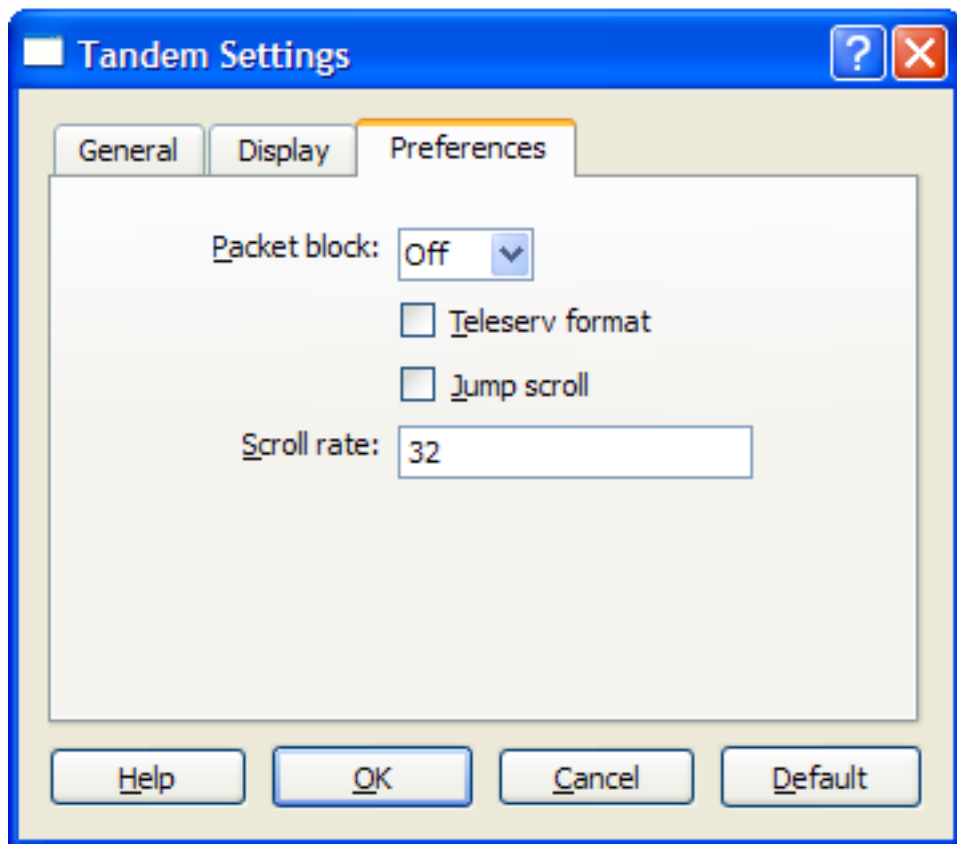 Tandem Settings
?
General Display Preferences
Packet block: Off
Teleserv format
Jump scroll
Scroll rate: 32
Help OK Cancel Default